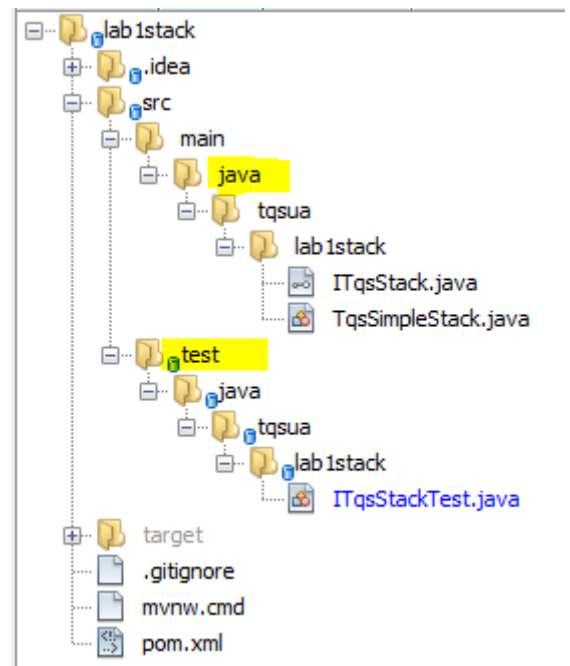 lab1stack
.idea
src
main
java
tqsua
lab1stack
ITqsStack.java
TqsSimpleStack.java
test
java
tqsua
lab1stack
ITqsStackTest.java
target
.gitignore
mvnw.cmd
pom.xml